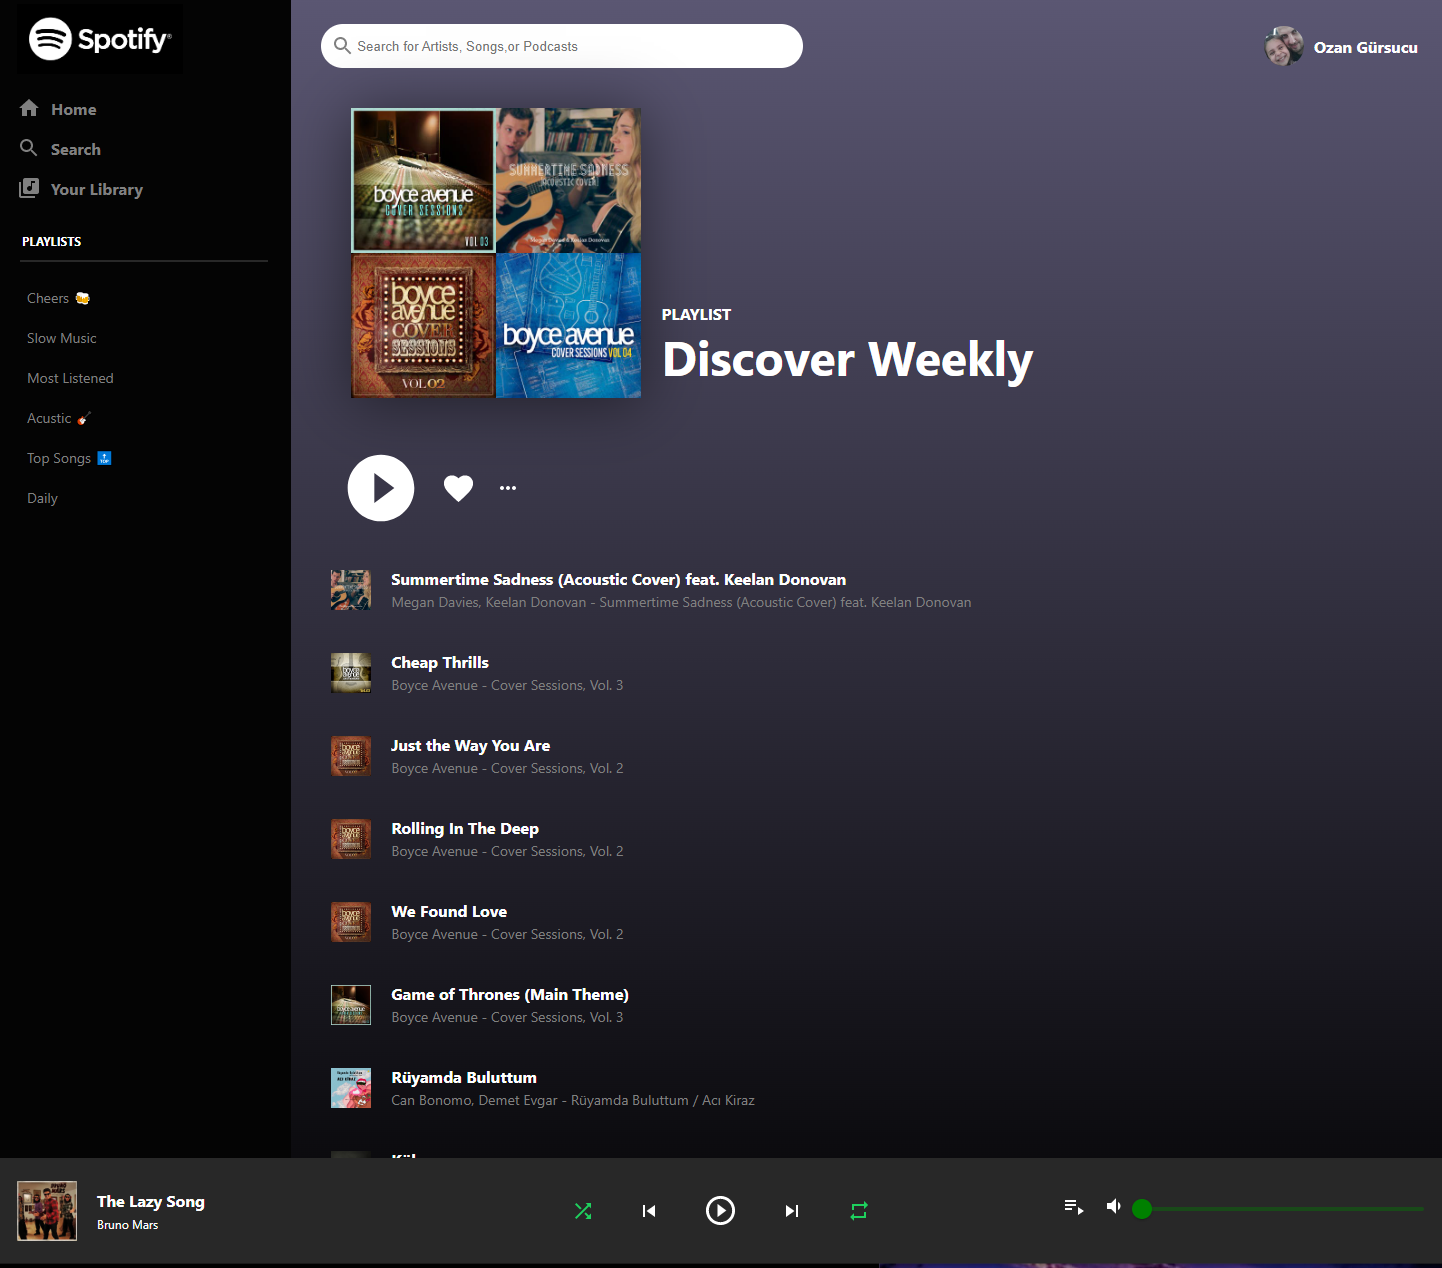 Spotify®
Home
Search
Your Library
PLAYLISTS
Cheers 🍻
Slow Music
Most Listened
Acustic 🎸
Top Songs 🔝
Daily
Search for Artists, Songs,or Podcasts
Ozan Gürsucu
boyce avenue
COVER SESSIONS
VOL 03
SUMMERTIME SADNESS
(ACOUSTIC COVER)
Megan Davies & Keelan Donovan
boyce
avenue
COVER
SESSIONS
VOL 02
boyce avenue
COVER SESSIONS VOL 04
PLAYLIST
Discover Weekly
Summertime Sadness (Acoustic Cover) feat. Keelan Donovan
Megan Davies, Keelan Donovan - Summertime Sadness (Acoustic Cover) feat. Keelan Donovan
Cheap Thrills
Boyce Avenue - Cover Sessions, Vol. 3
Just the Way You Are
Boyce Avenue - Cover Sessions, Vol. 2
Rolling In The Deep
Boyce Avenue - Cover Sessions, Vol. 2
We Found Love
Boyce Avenue - Cover Sessions, Vol. 2
Game of Thrones (Main Theme)
Boyce Avenue - Cover Sessions, Vol. 3
Rüyamda Buluttum
Can Bonomo, Demet Evgar - Rüyamda Buluttum / Acı Kiraz
The Lazy Song
Bruno Mars